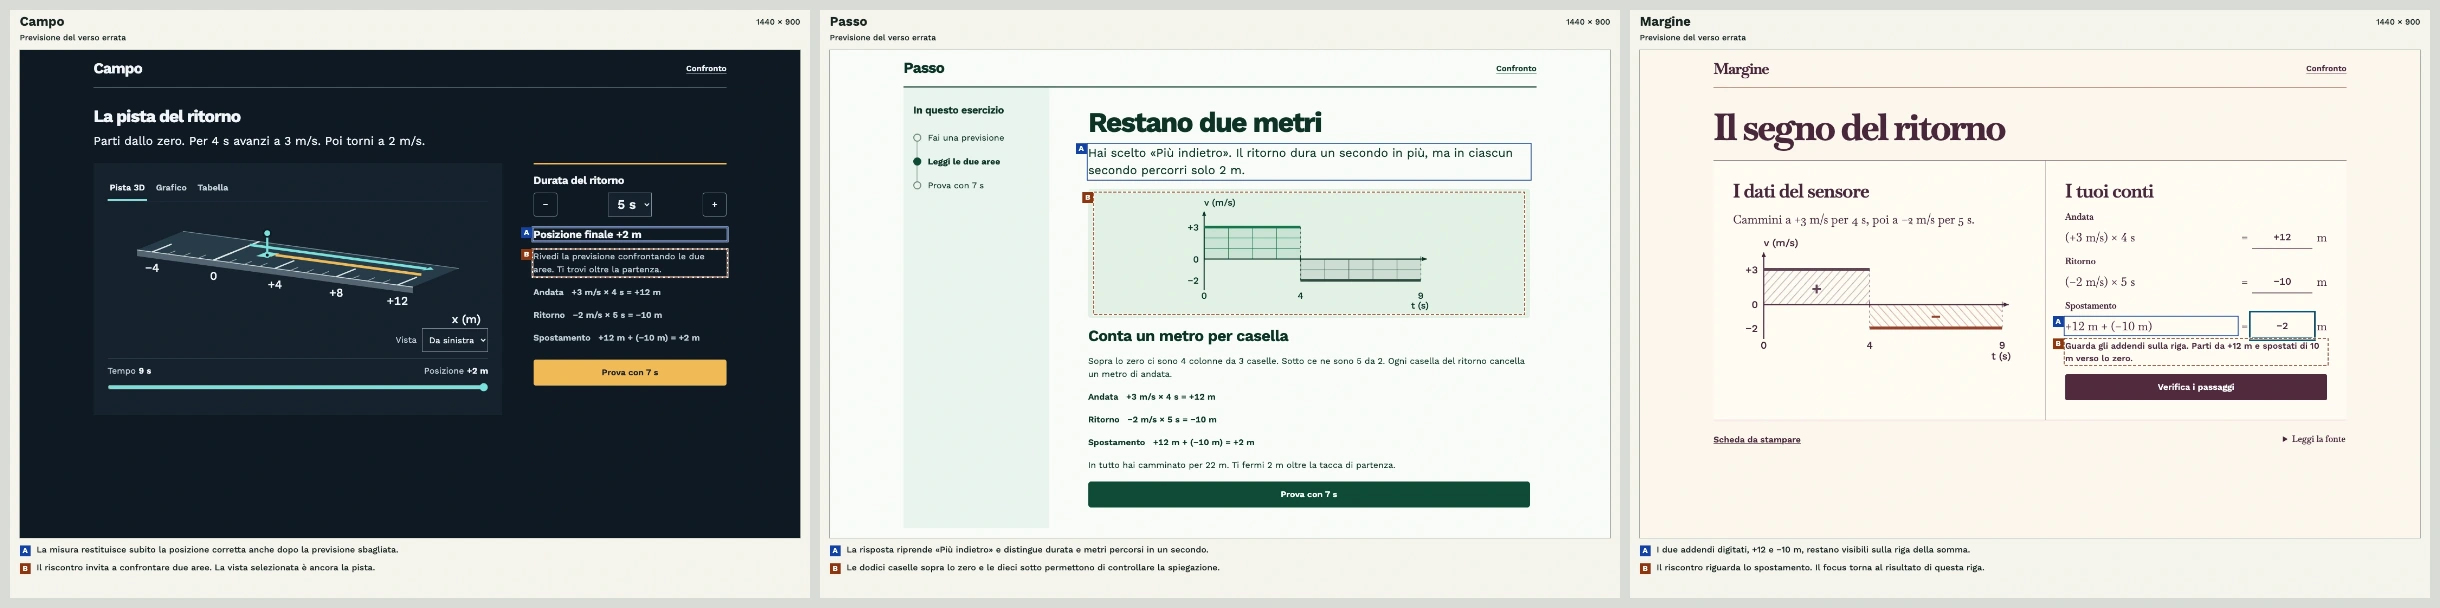 Campo
1440 × 900
Previsione del verso errata
Campo
Confronto
La pista del ritorno
Parti dallo zero. Per 4 s avanzi a 3 m/s. Poi torni a 2 m/s.
Pista 3D Grafico Tabella
−4
0
+4
+8
+12
x (m)
Vista Da sinistra
Tempo 9 s
Posizione +2 m
Durata del ritorno
− 5 s +
A Posizione finale +2 m
B Rivedi la previsione confrontando le due
aree. Ti trovi oltre la partenza.
Andata +3 m/s × 4 s = +12 m
Ritorno −2 m/s × 5 s = −10 m
Spostamento +12 m + (−10 m) = +2 m
Prova con 7 s
A La misura restituisce subito la posizione corretta anche dopo la previsione sbagliata.
B Il riscontro invita a confrontare due aree. La vista selezionata è ancora la pista.
Passo
1440 × 900
Previsione del verso errata
Passo
Confronto
In questo esercizio
Fai una previsione
Leggi le due aree
Prova con 7 s
Restano due metri
A Hai scelto «Più indietro». Il ritorno dura un secondo in più, ma in ciascun
secondo percorri solo 2 m.
B
v (m/s)
+3
0
−2
0 4 9
t (s)
Conta un metro per casella
Sopra lo zero ci sono 4 colonne da 3 caselle. Sotto ce ne sono 5 da 2. Ogni casella del ritorno cancella
un metro di andata.
Andata +3 m/s × 4 s = +12 m
Ritorno −2 m/s × 5 s = −10 m
Spostamento +12 m + (−10 m) = +2 m
In tutto hai camminato per 22 m. Ti fermi 2 m oltre la tacca di partenza.
Prova con 7 s
A La risposta riprende «Più indietro» e distingue durata e metri percorsi in un secondo.
B Le dodici caselle sopra lo zero e le dieci sotto permettono di controllare la spiegazione.
Margine
1440 × 900
Previsione del verso errata
Margine
Confronto
Il segno del ritorno
I dati del sensore
Cammini a +3 m/s per 4 s, poi a −2 m/s per 5 s.
v (m/s)
+3
+
0
−
−2
0 4 9
t (s)
I tuoi conti
Andata
(+3 m/s) × 4 s = +12 m
Ritorno
(−2 m/s) × 5 s = −10 m
Spostamento
A +12 m + (−10 m) = −2 m
B Guarda gli addendi sulla riga. Parti da +12 m e spostati di 10
m verso lo zero.
Verifica i passaggi
Scheda da stampare
▶ Leggi la fonte
A I due addendi digitati, +12 e −10 m, restano visibili sulla riga della somma.
B Il riscontro riguarda lo spostamento. Il focus torna al risultato di questa riga.